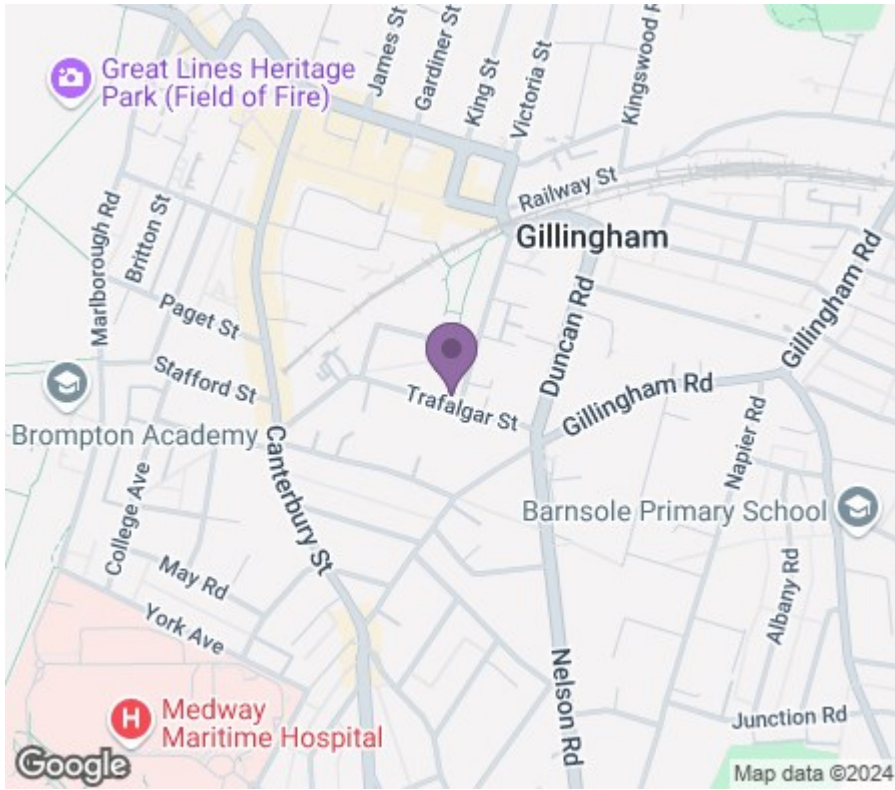 Great Lines Heritage
Park (Field of Fire)
James St
Gardiner St
King St
Victoria St
Railway St
Gillingham
Marlborough Rd
Britton St
Paget St
Stafford St
Duncan Rd
Gillingham Rd
Trafalgar St
Gillingham Rd
Brompton Academy
Canterbury St
College Ave
May Rd
York Ave
Napier Rd
Barnsole Primary School
Albany Rd
Nelson Rd
Junction Rd
Medway
Maritime Hospital
Google
Map data ©2024